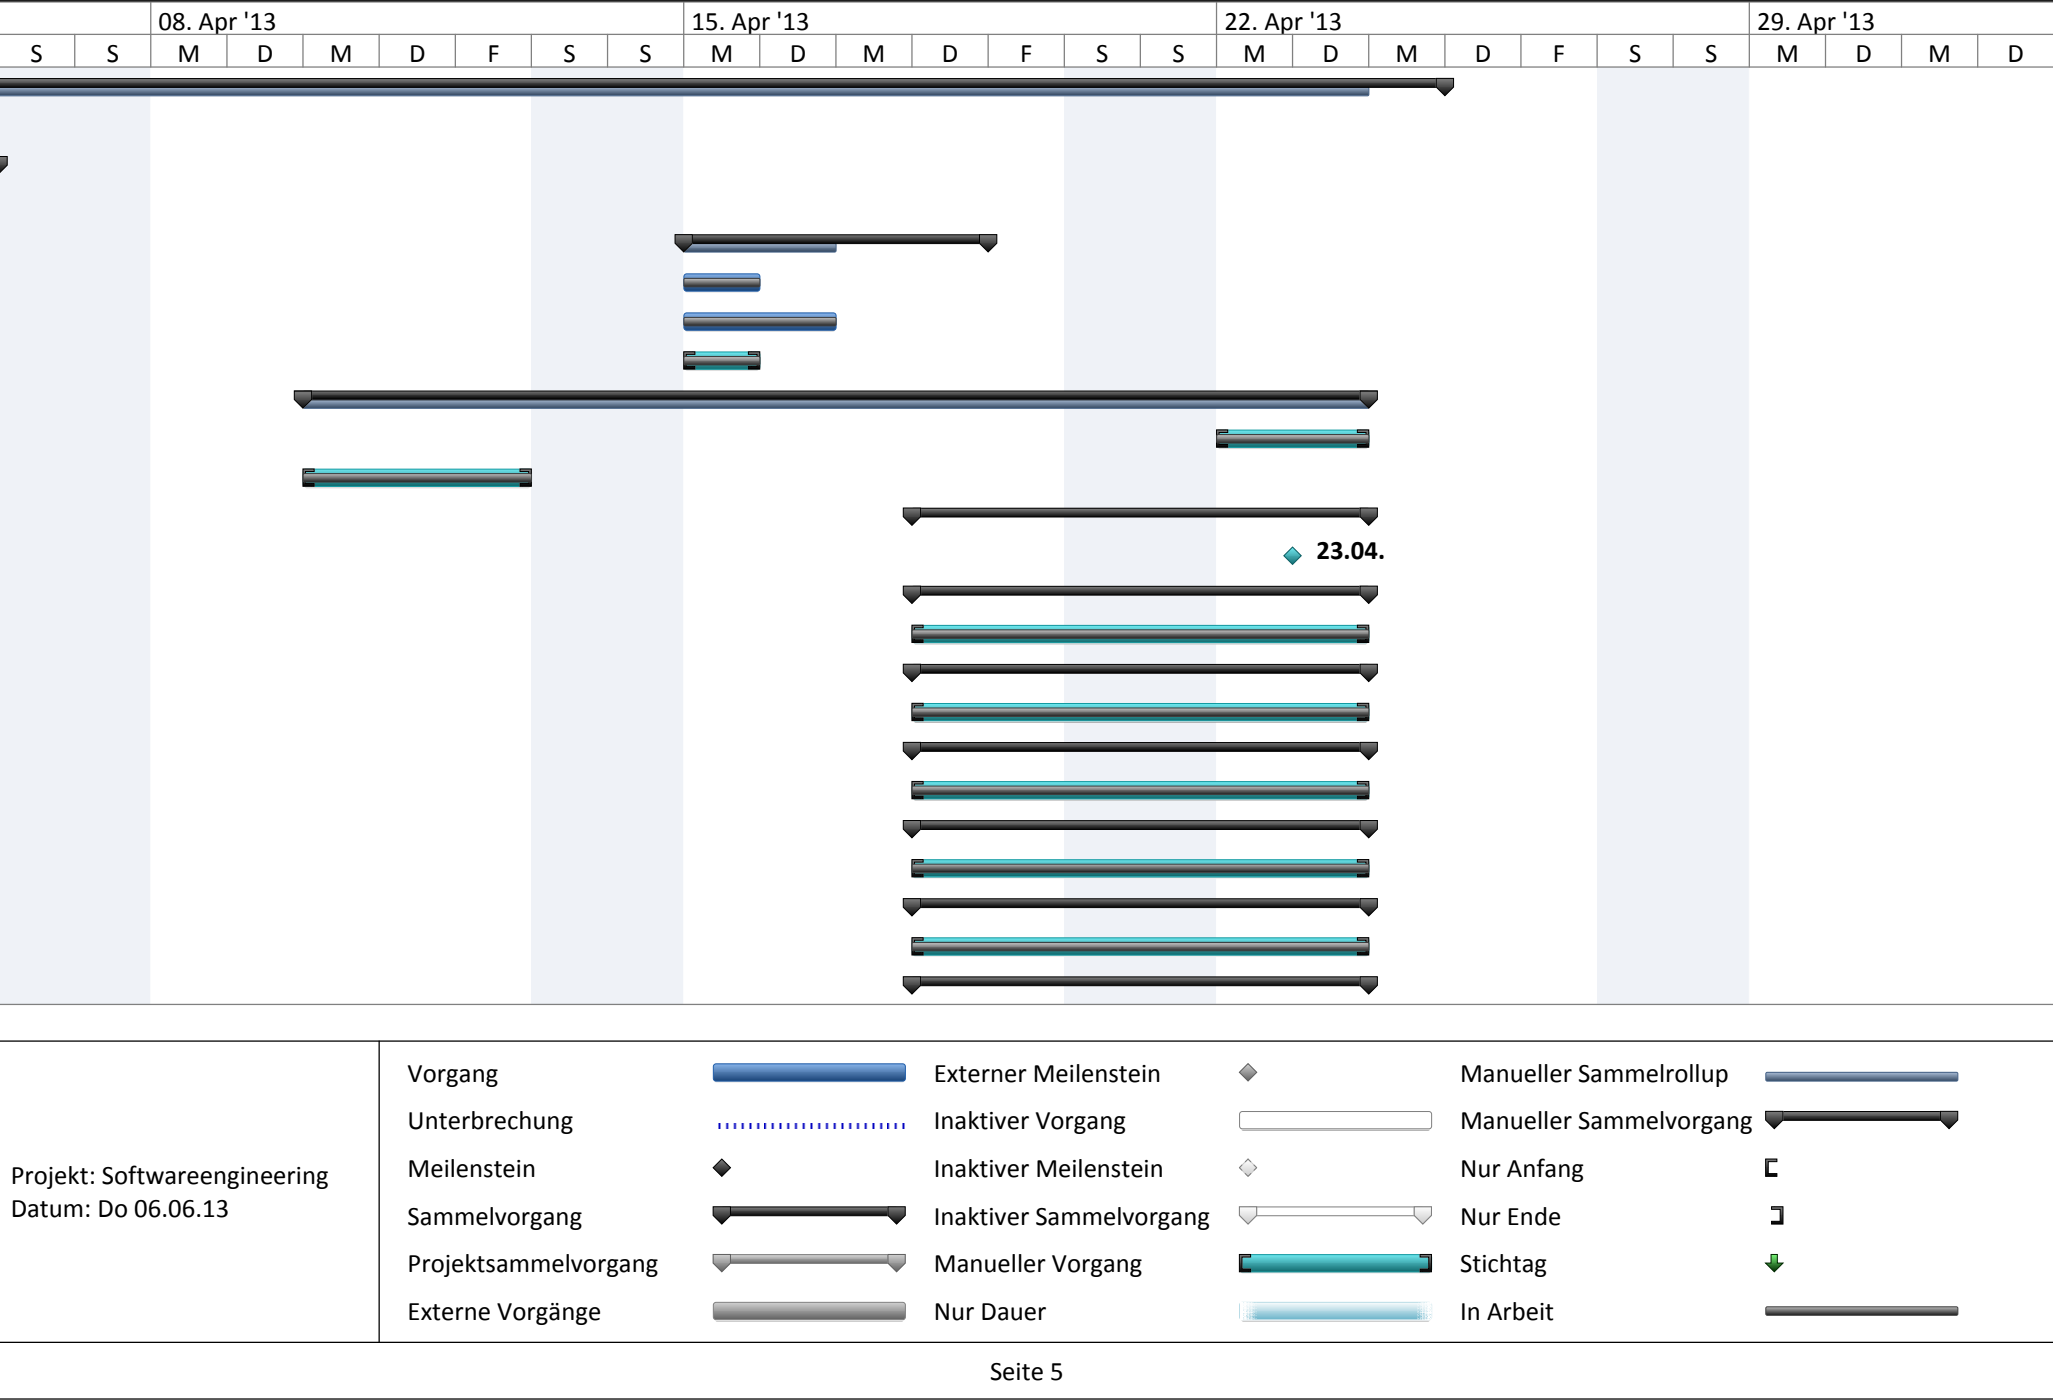 08. Apr '13 15. Apr '13 22. Apr '13 29. Apr '13
S S M D M D F S S M D M D F S S M D M D F S S M D M D
23.04.
Projekt: Softwareengineering
Datum: Do 06.06.13
Vorgang Externer Meilenstein Manueller Sammelrollup
Unterbrechung Inaktiver Vorgang Manueller Sammelvorgang
Meilenstein Inaktiver Meilenstein Nur Anfang
Sammelvorgang Inaktiver Sammelvorgang Nur Ende
Projektsammelvorgang Manueller Vorgang Stichtag
Externe Vorgänge Nur Dauer In Arbeit
Seite 5